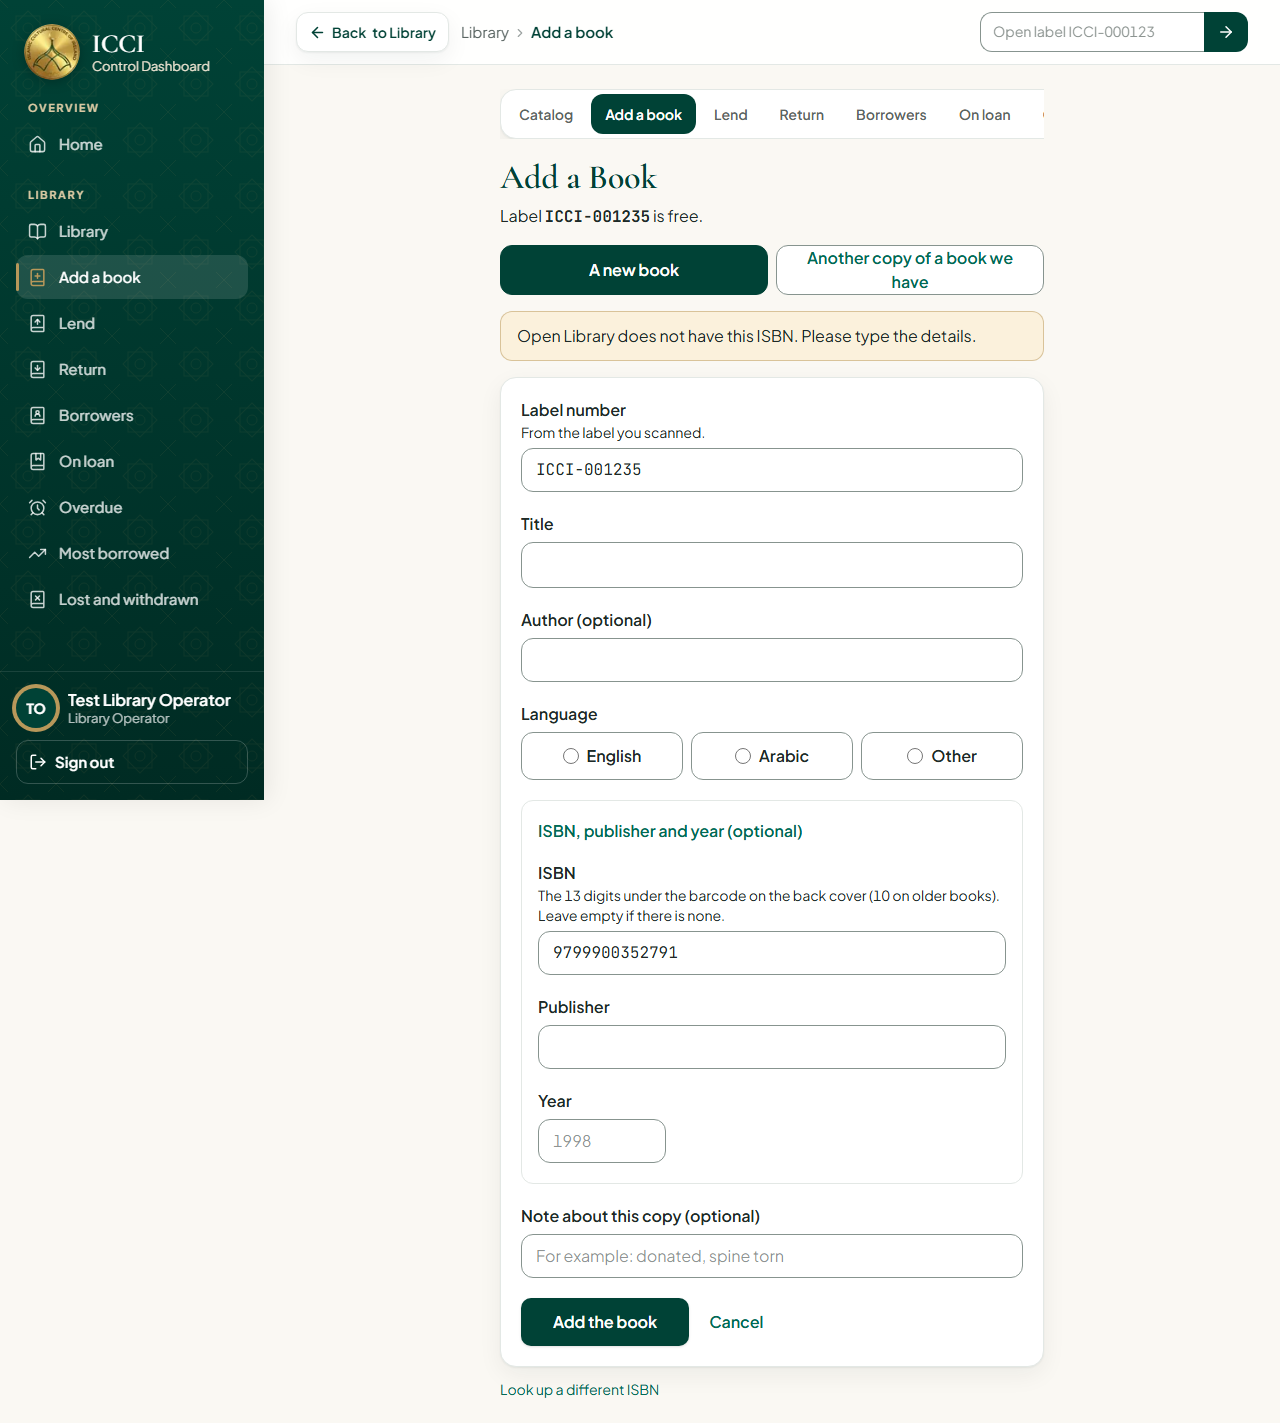 ICCI
Control Dashboard
OVERVIEW
Home
LIBRARY
Library
Add a book
Lend
Return
Borrowers
On loan
Overdue
Most borrowed
Lost and withdrawn
TO
Test Library Operator
Library Operator
Sign out
Back to Library
Library > Add a book
Open label ICCI-000123
Catalog
Add a book
Lend
Return
Borrowers
On loan
Add a Book
Label ICCI-001235 is free.
A new book
Another copy of a book we
have
Open Library does not have this ISBN. Please type the details.
Label number
From the label you scanned.
ICCI-001235
Title
Author (optional)
Language
English
Arabic
Other
ISBN, publisher and year (optional)
ISBN
The 13 digits under the barcode on the back cover (10 on older books).
Leave empty if there is none.
9799900352791
Publisher
Year
1998
Note about this copy (optional)
For example: donated, spine torn
Add the book
Cancel
Look up a different ISBN